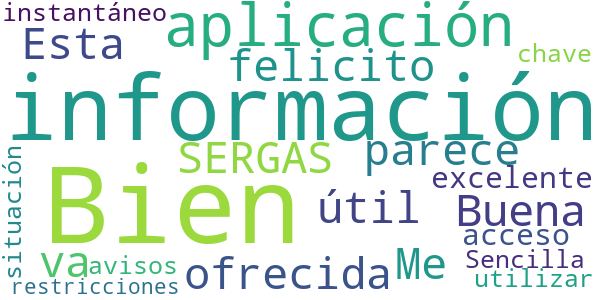 instantáneo
Esta
aplicación
felicito
chave
información
SERGAS
parece
excelente
Bien
útil
Buena
situación
acceso
va
avisos
ofrecida
Me
Sencilla
utilizar
restricciones